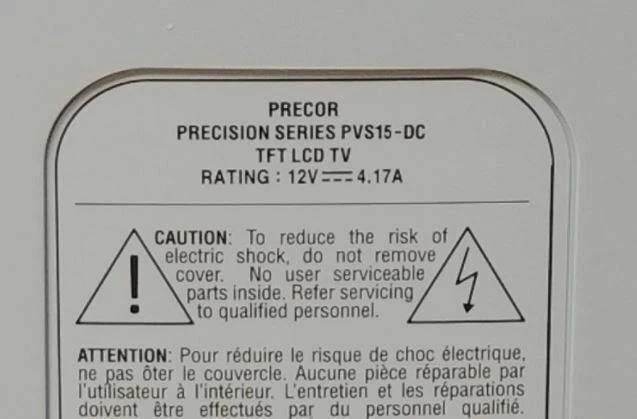 PRECOR
PRECISION SERIES PVS15-DC
TFT LCD TV
RATING : 12V⎓4.17A
CAUTION: To reduce the risk of
electric shock, do not remove
cover. No user serviceable
parts inside. Refer servicing
to qualified personnel.
ATTENTION: Pour réduire le risque de choc électrique,
ne pas ôter le couvercle. Aucune pièce réparable par
l'utilisateur à l'intérieur. L'entretien et les réparations
doivent être effectués par du personnel qualifié.